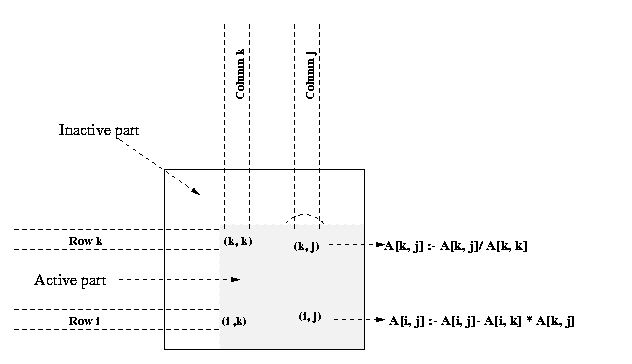 Column k
Column j
Inactive part
Row k
(k, k)
(k, j)
A[k, j] :- A[k, j]/ A[k, k]
Active part
Row i
(i ,k)
(i, j)
A[i, j] :- A[i, j]- A[i, k] * A[k, j]